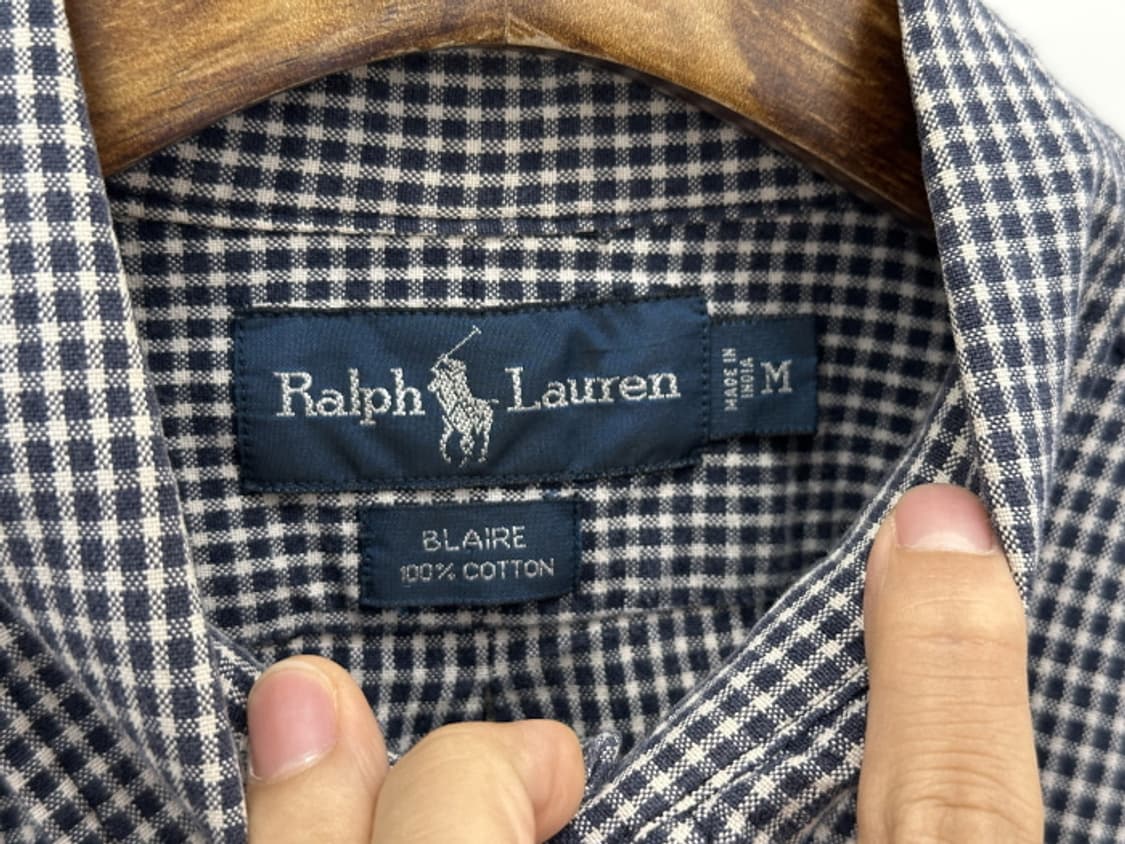 Ralph Lauren
MADE IN
INDIA
M
BLAIRE
100% COTTON